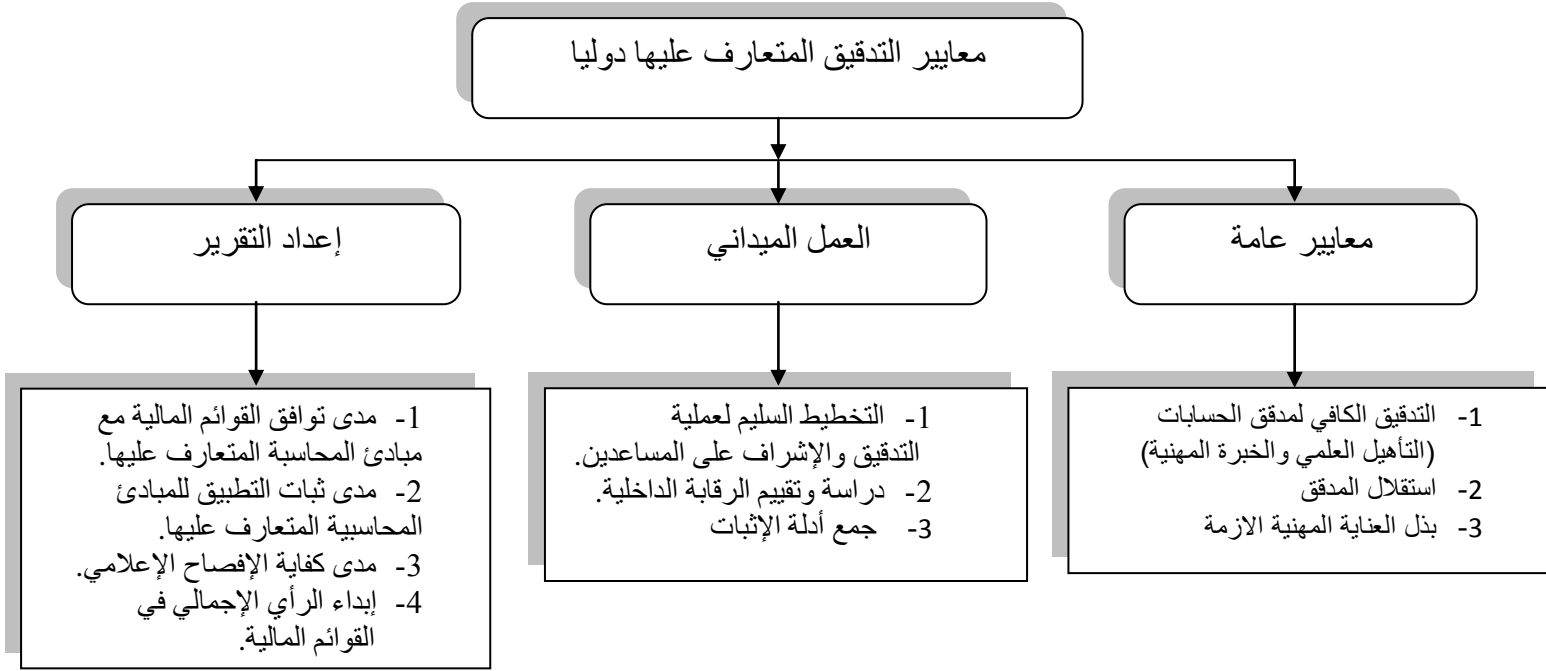 معايير التدقيق المتعارف عليها دوليا
معايير عامة
العمل الميداني
إعداد التقرير
1- التدقيق الكافي لمدقق الحسابات
(التأهيل العلمي والخبرة المهنية)
2- استقلال المدقق
3- بذل العناية المهنية الازمة
1- التخطيط السليم لعملية
التدقيق والإشراف على المساعدين.
2- دراسة وتقييم الرقابة الداخلية.
3- جمع أدلة الإثبات
1- مدى توافق القوائم المالية مع
مبادئ المحاسبة المتعارف عليها.
2- مدى ثبات التطبيق للمبادئ
المحاسبية المتعارف عليها.
3- مدى كفاية الإفصاح الإعلامي.
4- إبداء الرأي الإجمالي في
القوائم المالية.